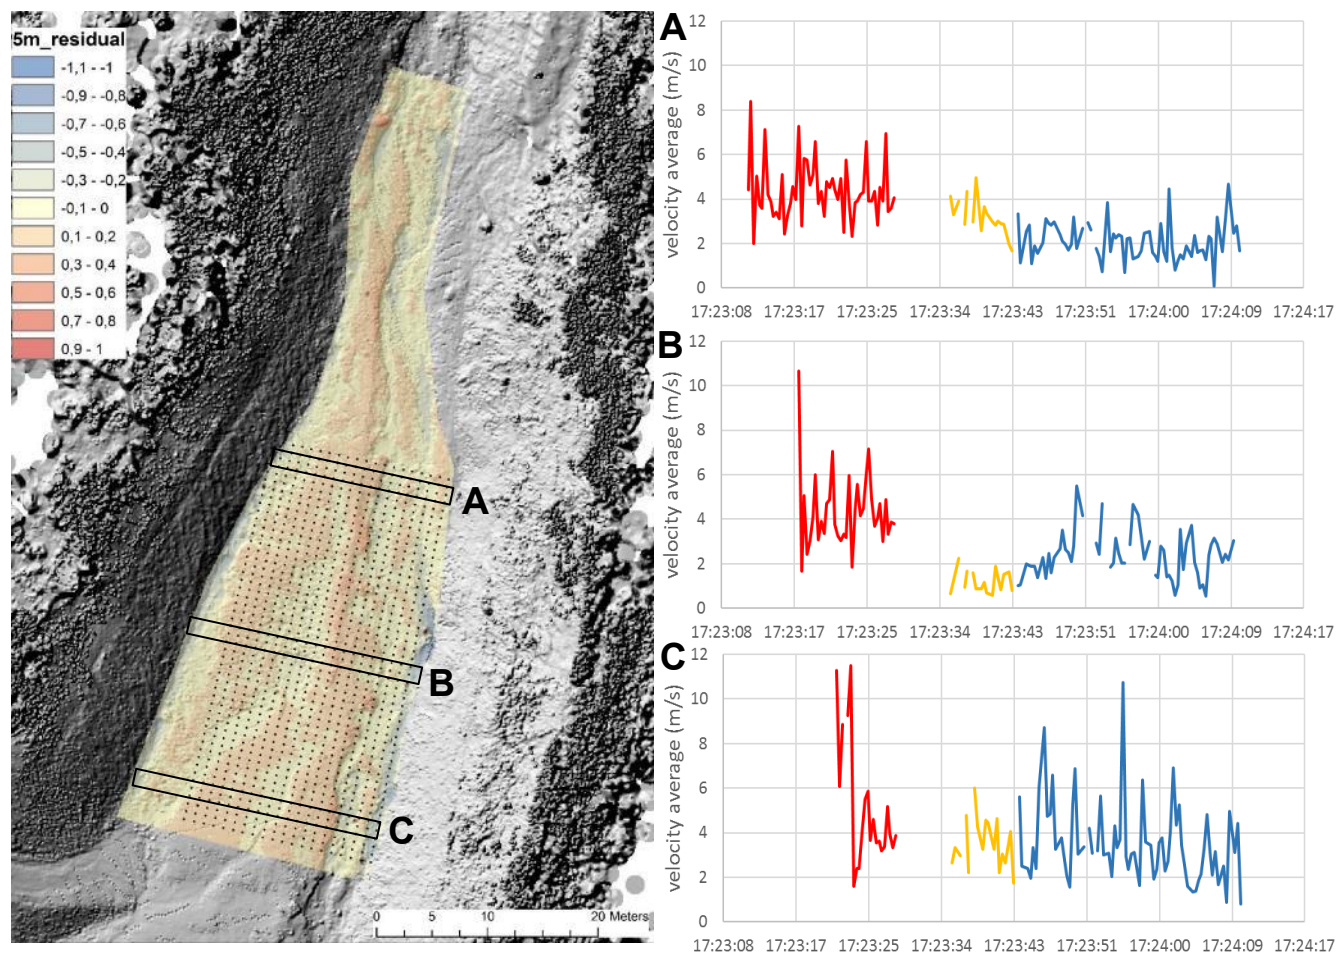 5m_residual
-1,1 - -1
-0,9 - -0,8
-0,7 - -0,6
-0,5 - -0,4
-0,3 - -0,2
-0,1 - 0
0,1 - 0,2
0,3 - 0,4
0,5 - 0,6
0,7 - 0,8
0,9 - 1
A
B
C
0 5 10 20 Meters
A
velocity average (m/s)
12
10
8
6
4
2
0
17:23:08 17:23:17 17:23:25 17:23:34 17:23:43 17:23:51 17:24:00 17:24:09 17:24:17
B
velocity average (m/s)
12
10
8
6
4
2
0
17:23:08 17:23:17 17:23:25 17:23:34 17:23:43 17:23:51 17:24:00 17:24:09 17:24:17
C
velocity average (m/s)
12
10
8
6
4
2
0
17:23:08 17:23:17 17:23:25 17:23:34 17:23:43 17:23:51 17:24:00 17:24:09 17:24:17